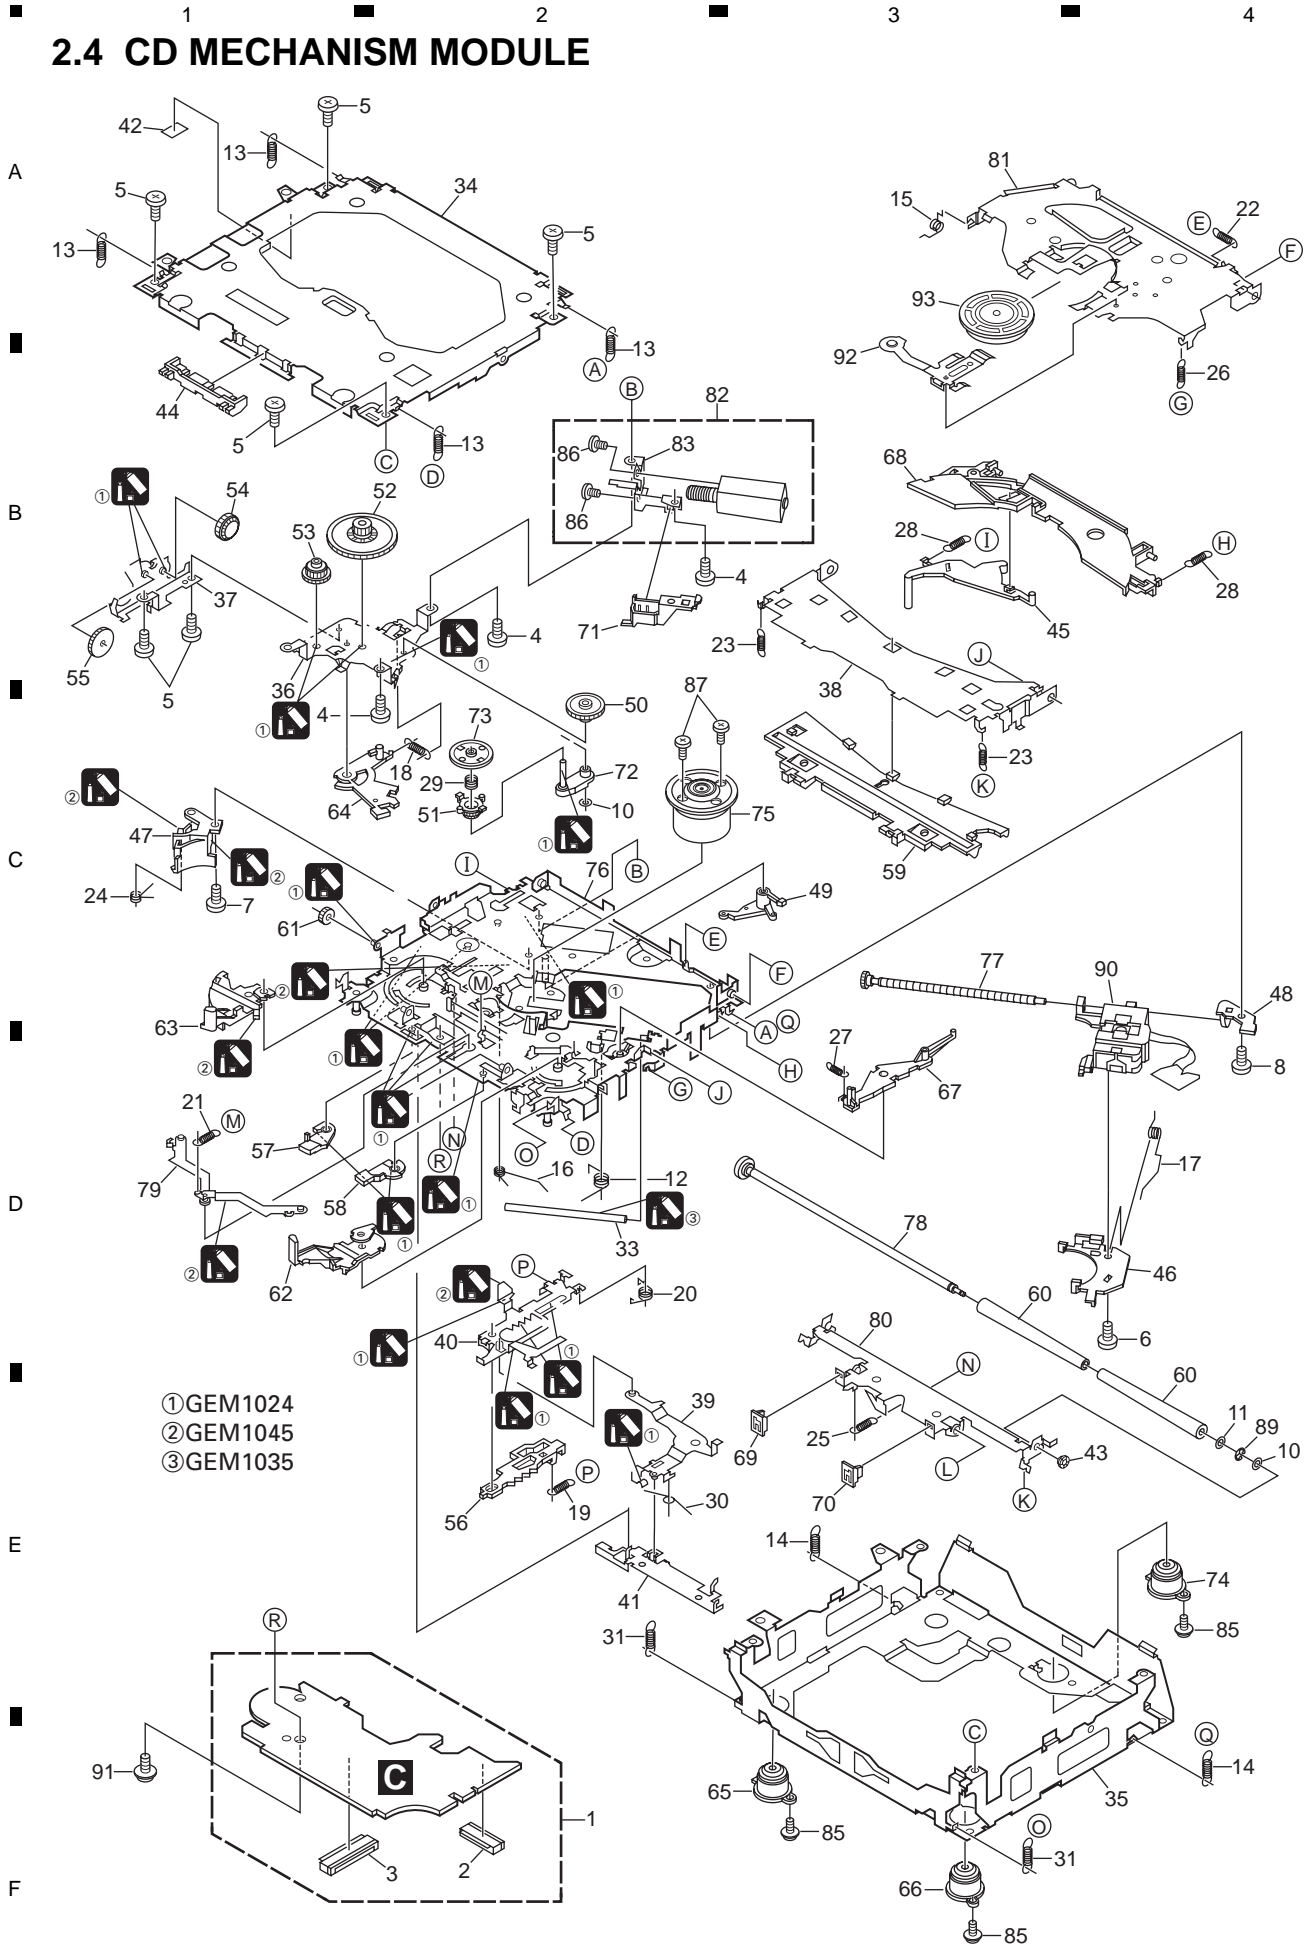 1 2 3 4
2.4 CD MECHANISM MODULE
5
42
13
A
81
5
34
15
22
E
5
F
13
93
13
92
A
26
B
82
44
G
5
13
86
83
C
D
68
54
52
B
53
86
28
I
H
①
4
28
37
71
45
4
23
J
55
36
①
5
38
50
87
①
4
73
23
18
72
29
K
②
64
10
51
75
47
①
59
C
②
I
76
B
24
①
49
7
61
E
77
90
M
F
②
①
48
63
A
Q
27
①
H
②
8
G
J
67
21
M
57
①
N
D
O
17
R
16
12
79
58
①
D
①
③
78
33
②
62
P
46
②
20
60
80
40
6
①
①
N
60
①GEM1024
①
39
11
②GEM1045
①
89
69
25
10
③GEM1035
43
P
L
70
K
56
19
30
14
E
74
41
85
31
R
C
Q
91
C
14
65
35
1
85
O
3
2
31
F
66
85